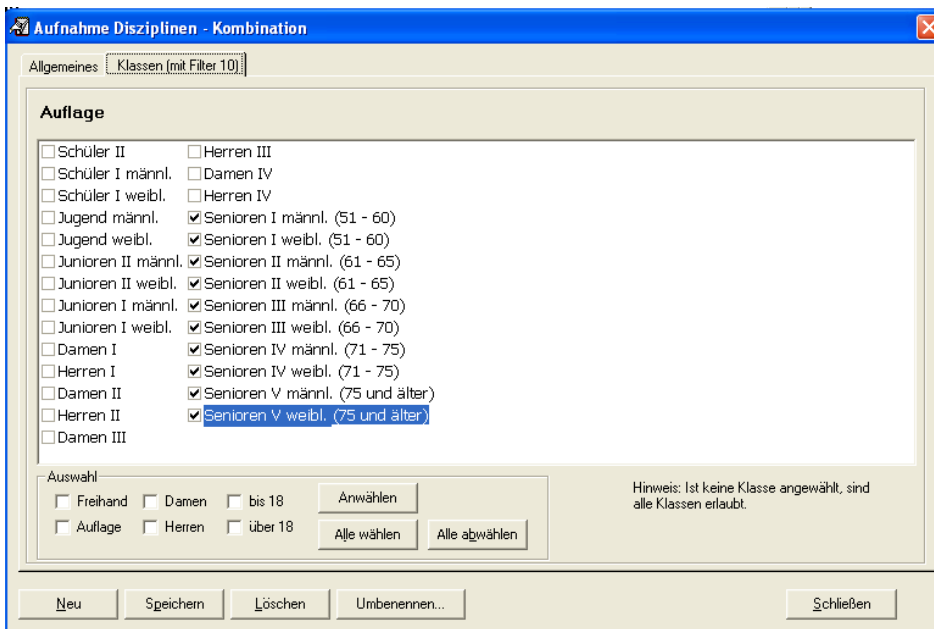 Aufnahme Disziplinen - Kombination
Allgemeines Klassen (mit Filter 10)
Auflage
Schüler II
Schüler I männl.
Schüler I weibl.
Jugend männl.
Jugend weibl.
Junioren II männl.
Junioren II weibl.
Junioren I männl.
Junioren I weibl.
Damen I
Herren I
Damen II
Herren II
Damen III
Herren III
Damen IV
Herren IV
Senioren I männl. (51 - 60)
Senioren I weibl. (51 - 60)
Senioren II männl. (61 - 65)
Senioren II weibl. (61 - 65)
Senioren III männl. (66 - 70)
Senioren III weibl. (66 - 70)
Senioren IV männl. (71 - 75)
Senioren IV weibl. (71 - 75)
Senioren V männl. (75 und älter)
Senioren V weibl. (75 und älter)
Auswahl
Freihand Damen bis 18 Anwählen
Auflage Herren über 18 Alle wählen Alle abwählen
Hinweis: Ist keine Klasse angewählt, sind
alle Klassen erlaubt.
Neu Speichern Löschen Umbenennen... Schließen